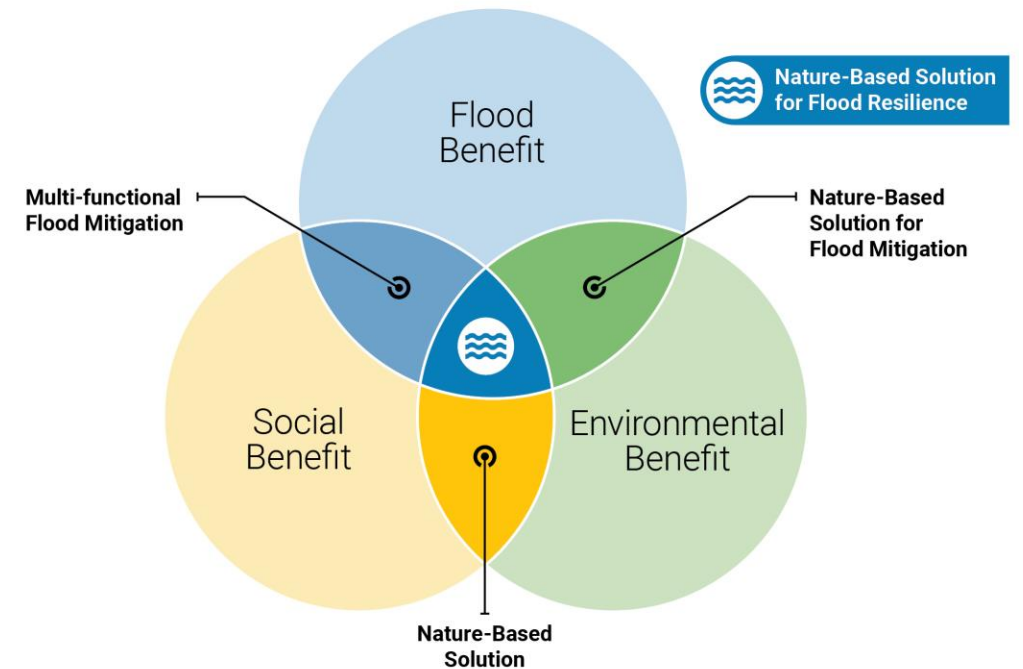 Flood
Benefit
Nature-Based Solution
for Flood Resilience
Multi-functional
Flood Mitigation
Nature-Based
Solution for
Flood Mitigation
Social
Benefit
Environmental
Benefit
Nature-Based
Solution